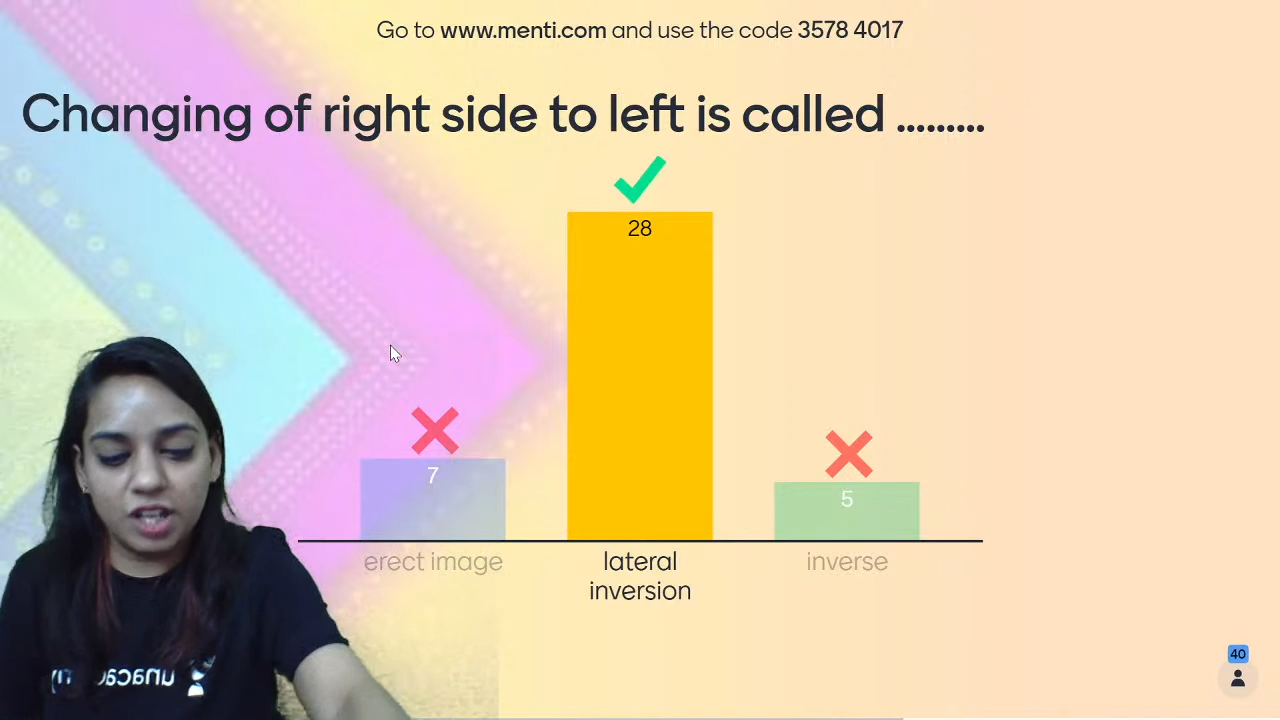 Go to www.menti.com and use the code 3578 4017
Changing of right side to left is called .........
28
7
5
erect image
lateral
inversion
inverse
40